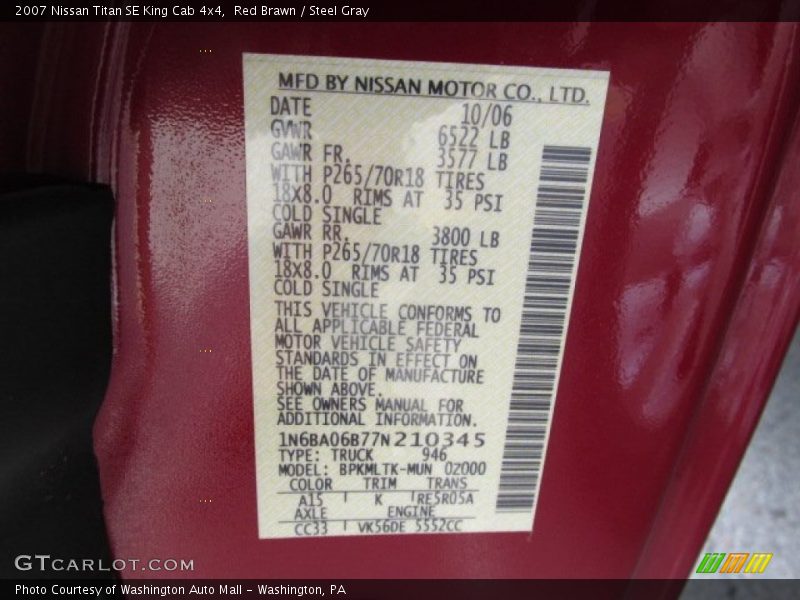 2007 Nissan Titan SE King Cab 4x4,  Red Brawn / Steel Gray
MFD BY NISSAN MOTOR CO., LTD.
DATE 10/06
GVWR 6522 LB
GAWR FR. 3577 LB
WITH P265/70R18 TIRES
18X8.0 RIMS AT 35 PSI
COLD SINGLE
GAWR RR. 3800 LB
WITH P265/70R18 TIRES
18X8.0 RIMS AT 35 PSI
COLD SINGLE
THIS VEHICLE CONFORMS TO
ALL APPLICABLE FEDERAL
MOTOR VEHICLE SAFETY
STANDARDS IN EFFECT ON
THE DATE OF MANUFACTURE
SHOWN ABOVE.
SEE OWNERS MANUAL FOR
ADDITIONAL INFORMATION.
1N6BA06B77N210345
TYPE: TRUCK 946
MODEL: BPKMLTK-MUN 0Z000
COLOR TRIM TRANS
A15 K RE5R05A
AXLE ENGINE
CC33 VK56DE 5552CC
GTCARLOT.COM
Photo Courtesy of Washington Auto Mall - Washington, PA